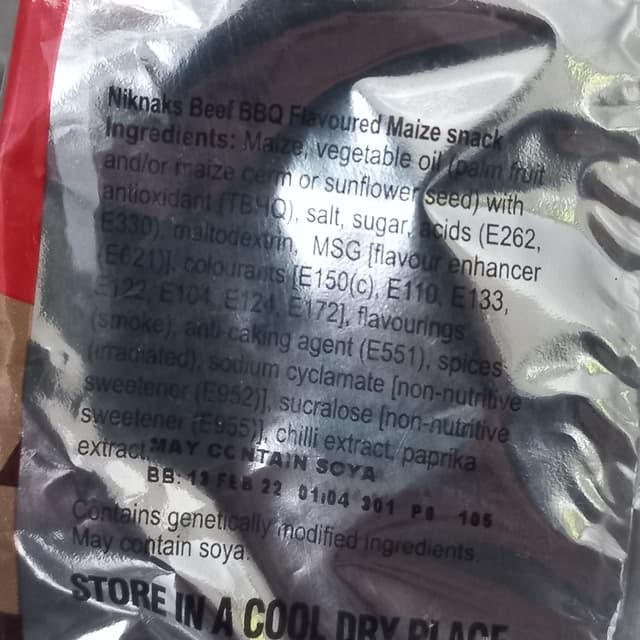 Niknaks Beef BBQ Flavoured Maize snack
Ingredients: Maize, vegetable oil (palm fruit
and/or maize germ or sunflower seed) with
antioxidant (TBHQ), salt, sugar, acids (E262,
E330), maltodextrin, MSG [flavour enhancer
(E621)], colourants [E150(c), E110, E133,
E122, E104, E124, E172], flavourings
(smoke), anti-caking agent (E551), spices
(irradiated), sodium cyclamate [non-nutritive
sweetener (E952)], sucralose [non-nutritive
sweetener (E955)], chilli extract, paprika
extract.
MAY CONTAIN SOYA
BB: 13 FEB 22 01:04 301 P8 105
Contains genetically modified ingredients.
May contain soya.
STORE IN A COOL DRY PLACE